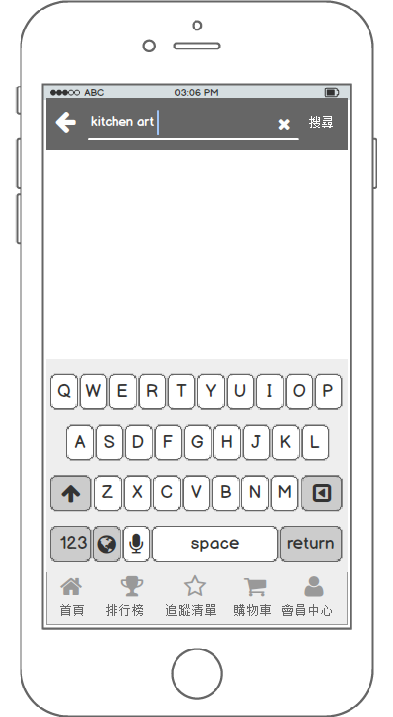 ABC 03:06 PM
kitchen art 搜尋
Q W E R T Y U I O P
A S D F G H J K L
Z X C V B N M
123 space return
首頁 排行榜 追蹤清單 購物車 會員中心